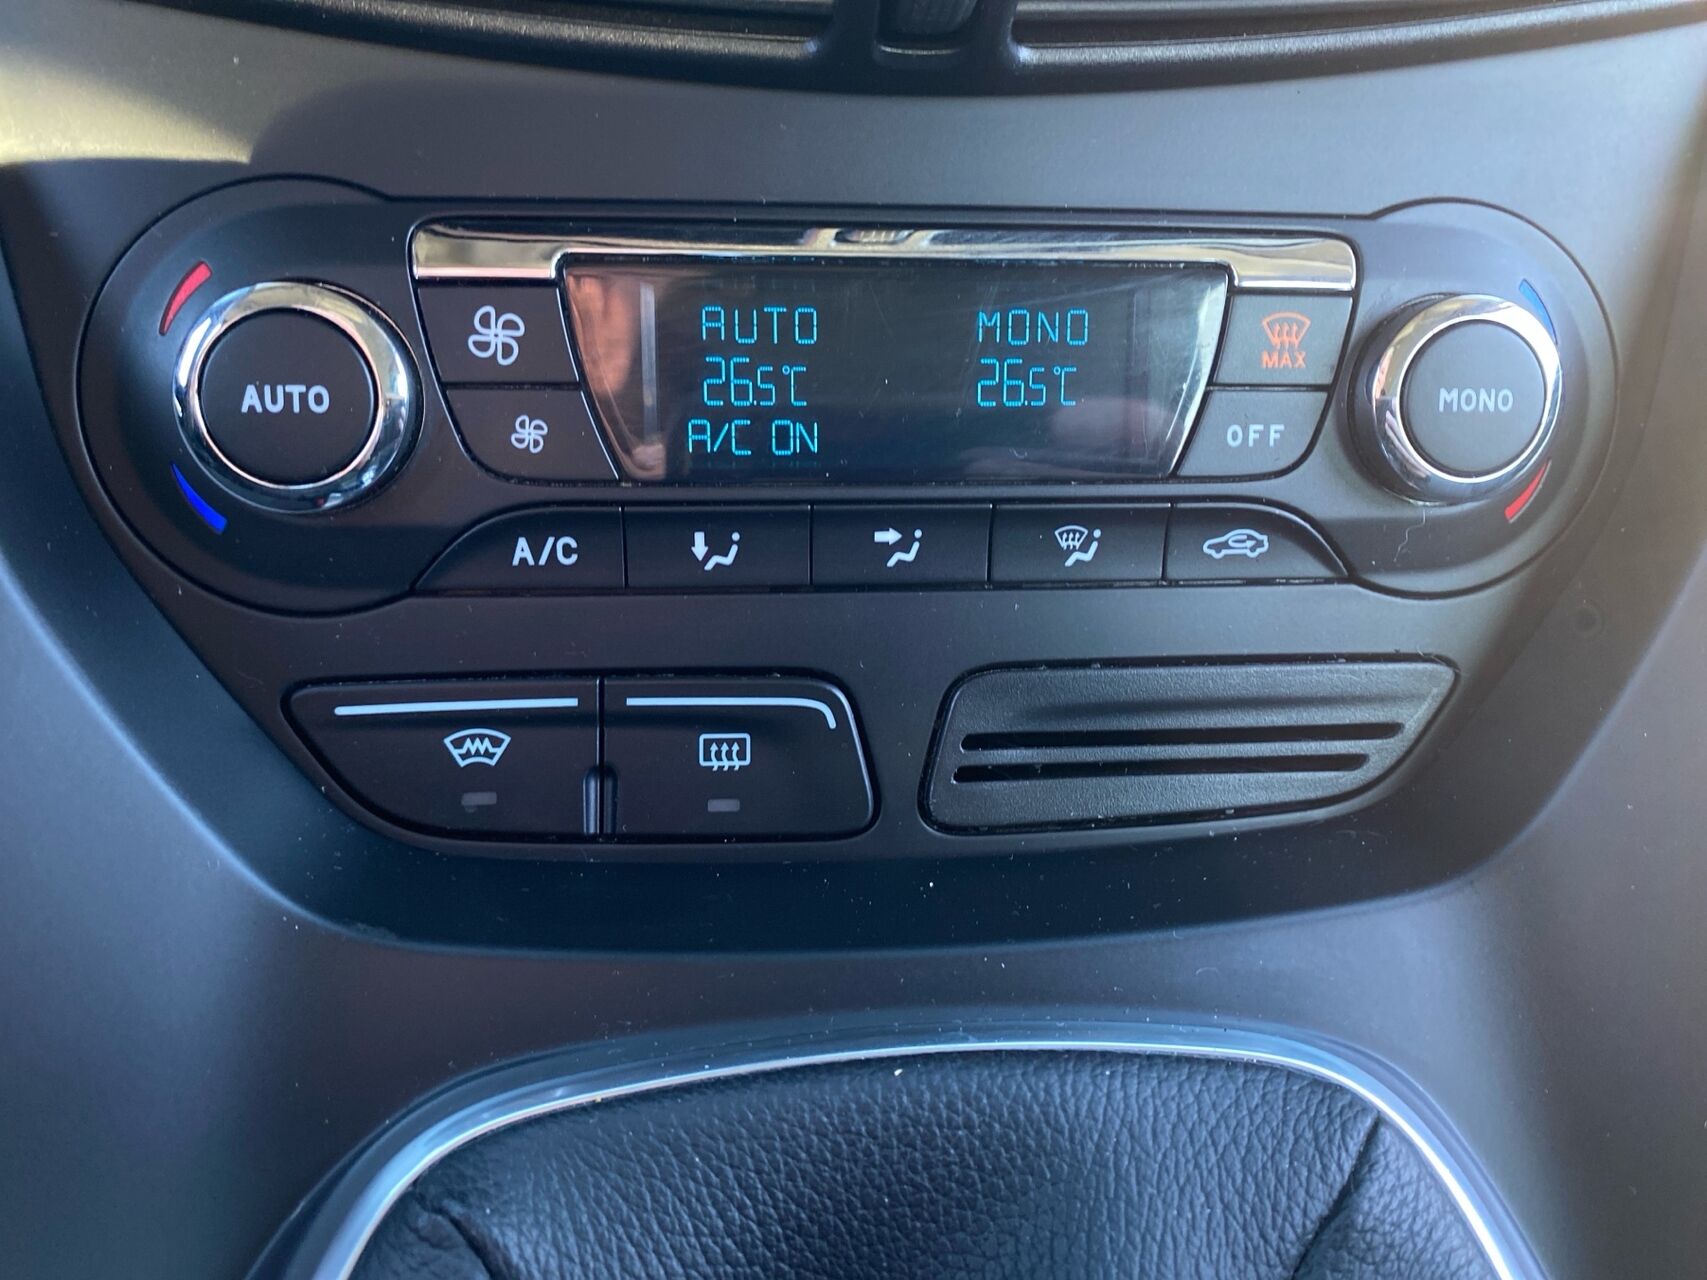 AUTO MONO
26.5°C 26.5°C
A/C ON
AUTO
MAX
OFF
MONO
A/C